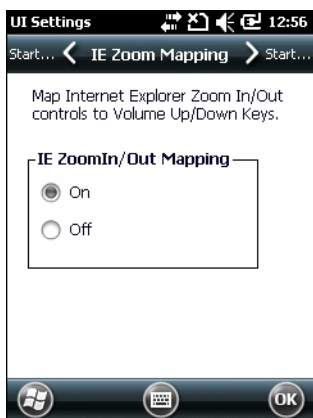 UI Settings 12:56
Start... IE Zoom Mapping Start...
Map Internet Explorer Zoom In/Out
controls to Volume Up/Down Keys.
IE ZoomIn/Out Mapping
On
Off
OK